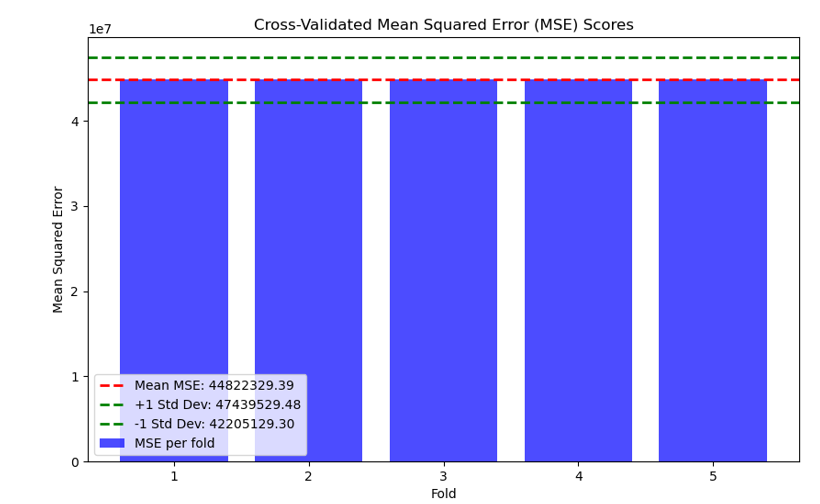 Cross-Validated Mean Squared Error (MSE) Scores
1e7
Mean Squared Error
4
3
2
1
0
Mean MSE: 44822329.39
+1 Std Dev: 47439529.48
-1 Std Dev: 42205129.30
MSE per fold
1 2 3 4 5
Fold